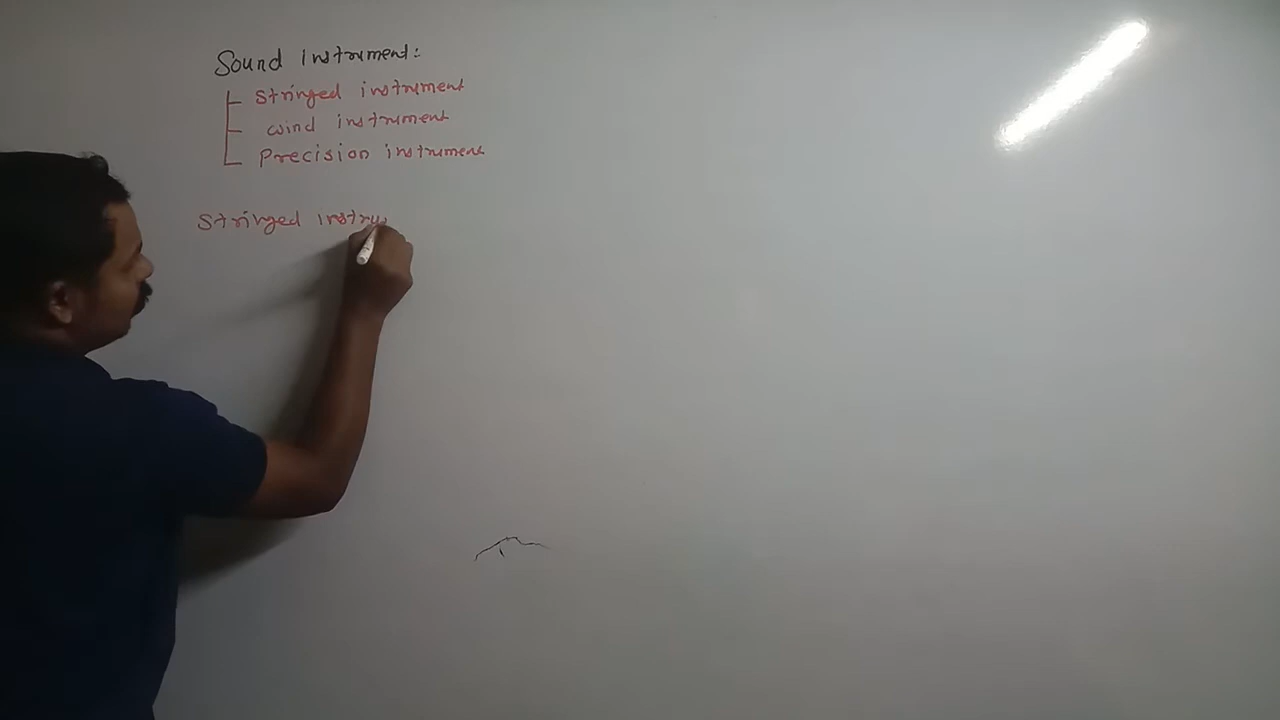 Sound instrument:
Stringed instrument
wind instrument
Precision instrument
Stringed instru